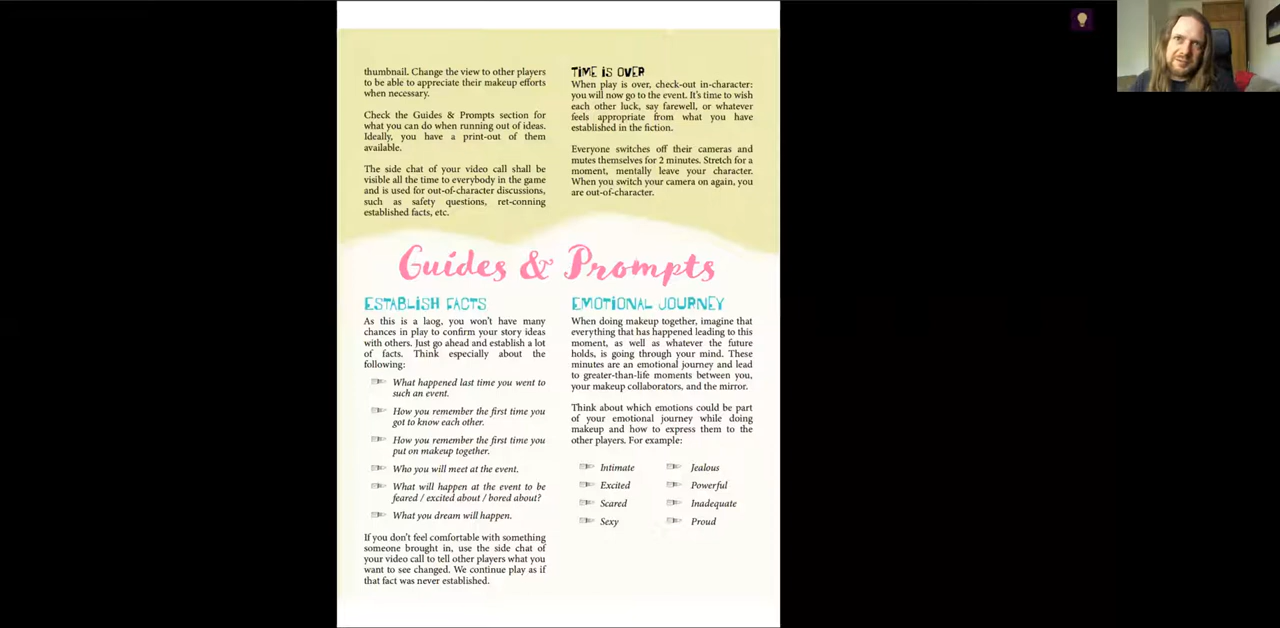 thumbnail. Change the view to other players
to be able to appreciate their makeup efforts
when necessary.
Check the Guides & Prompts section for
what you can do when running out of ideas.
Ideally, you have a print-out of them
available.
The side chat of your video call shall be
visible all the time to everybody in the game
and is used for out-of-character discussions,
such as safety questions, ret-conning
established facts, etc.
TIME IS OVER
When play is over, check-out in-character:
you will now go to the event. It's time to wish
each other luck, say farewell, or whatever
feels appropriate from what you have
established in the fiction.
Everyone switches off their cameras and
mutes themselves for 2 minutes. Stretch for a
moment, mentally leave your character.
When you switch your camera on again, you
are out-of-character.
Guides & Prompts
ESTABLISH FACTS
As this is a laog, you won't have many
chances in play to confirm your story ideas
with others. Just go ahead and establish a lot
of facts. Think especially about the
following:
What happened last time you went to
such an event.
How you remember the first time you
got to know each other.
How you remember the first time you
put on makeup together.
Who you will meet at the event.
What will happen at the event to be
feared / excited about / bored about?
What you dream will happen.
If you don't feel comfortable with something
someone brought in, use the side chat of
your video call to tell other players what you
want to see changed. We continue play as if
that fact was never established.
EMOTIONAL JOURNEY
When doing makeup together, imagine that
everything that has happened leading to this
moment, as well as whatever the future
holds, is going through your mind. These
minutes are an emotional journey and lead
to greater-than-life moments between you,
your makeup collaborators, and the mirror.
Think about which emotions could be part
of your emotional journey while doing
makeup and how to express them to the
other players. For example:
Intimate
Excited
Scared
Sexy
Jealous
Powerful
Inadequate
Proud